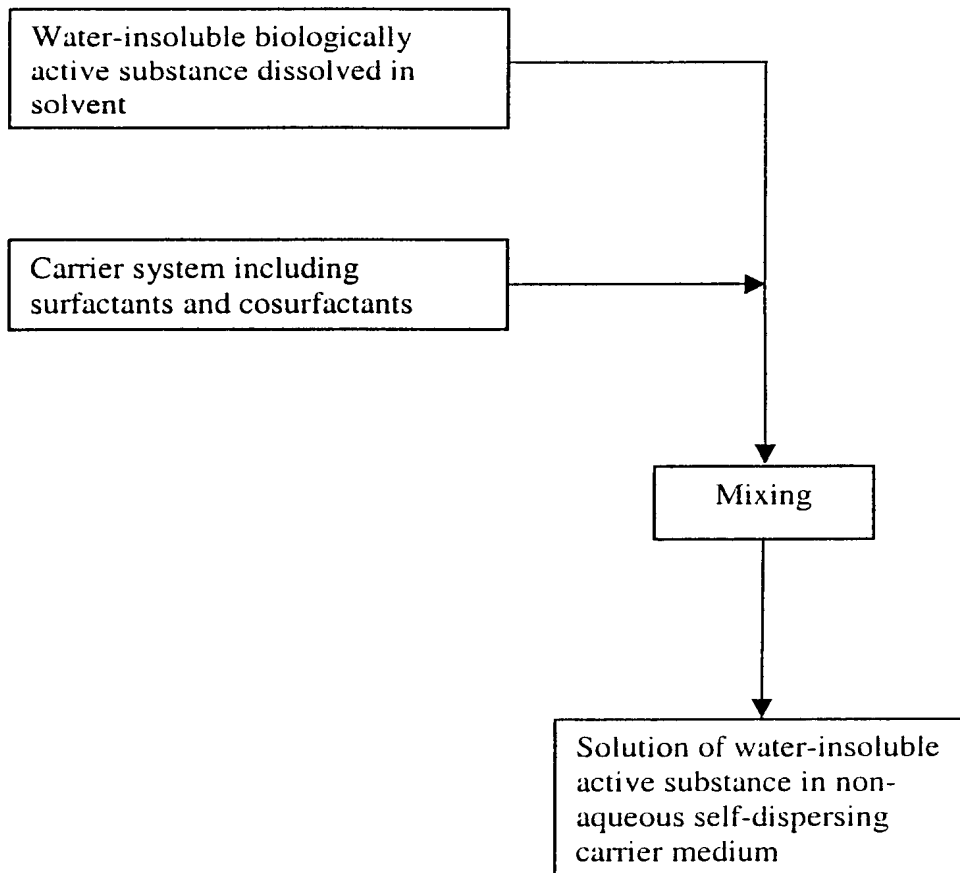 Water-insoluble biologically
active substance dissolved in
solvent
Carrier system including
surfactants and cosurfactants
Mixing
Solution of water-insoluble
active substance in non-
aqueous self-dispersing
carrier medium